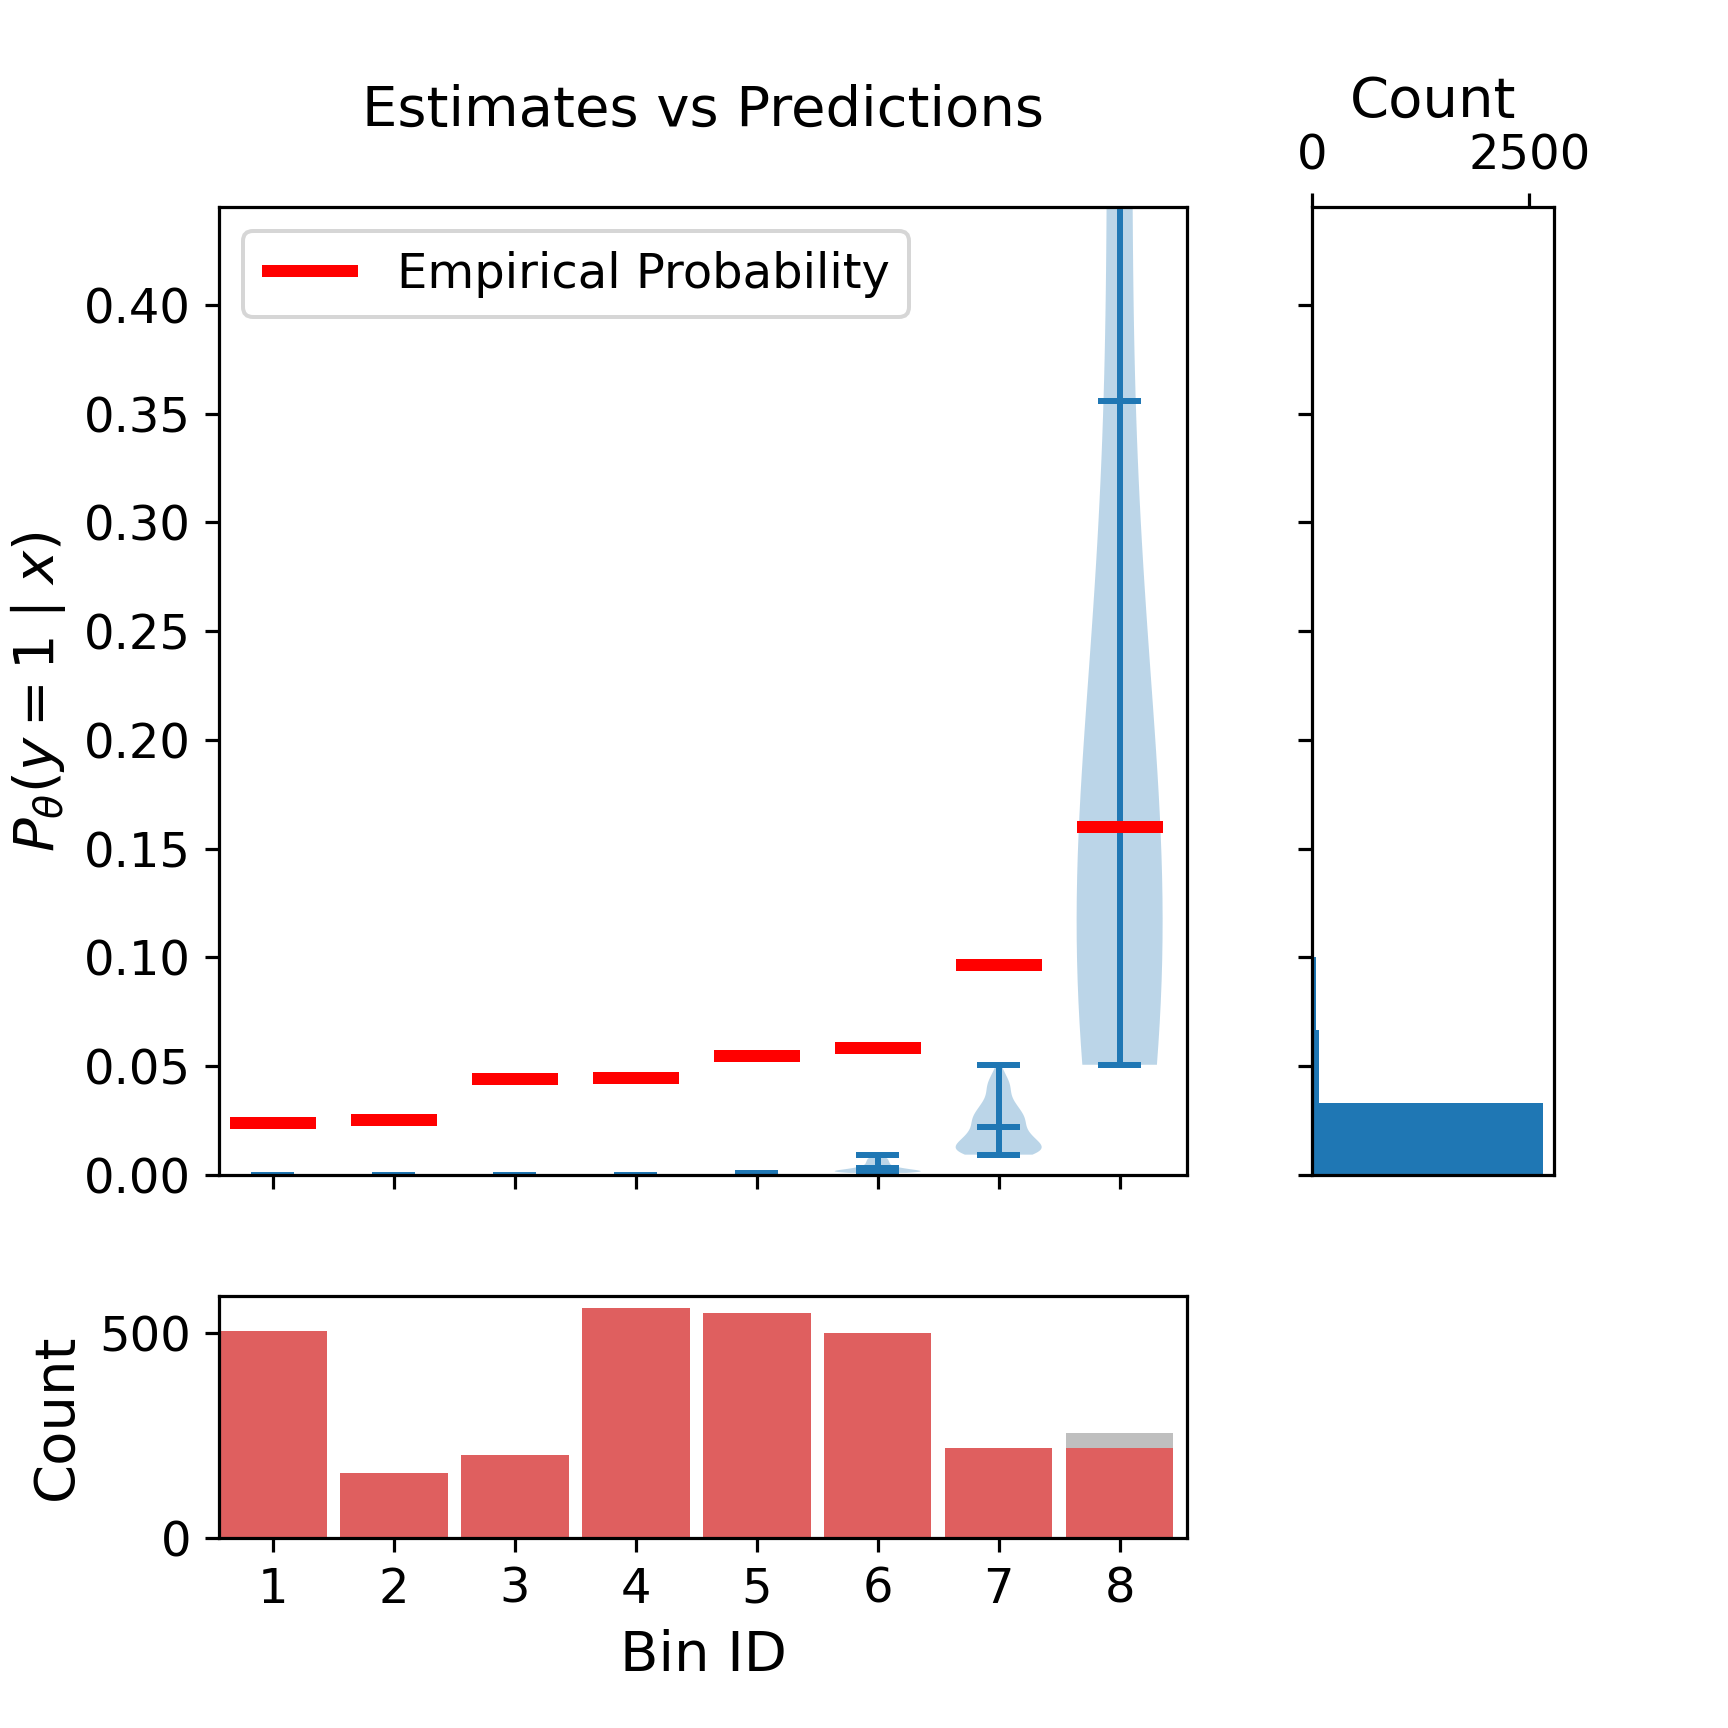 Estimates vs Predictions
Count
0 2500
Empirical Probability
0.40
0.35
0.30
0.25
0.20
0.15
0.10
0.05
0.00
P_θ(y = 1 | x)
500
0
Count
1 2 3 4 5 6 7 8
Bin ID